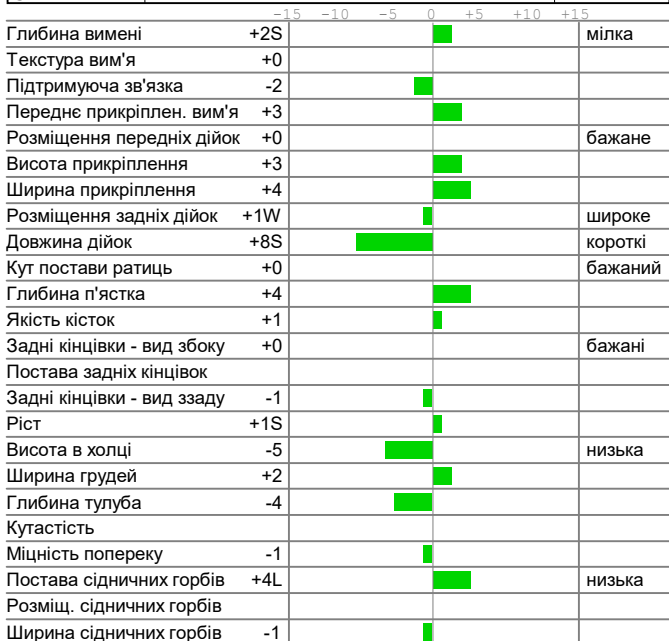 -15 -10 -5 0 +5 +10 +15
Глибина вимені +2S мілка
Текстура вим'я +0
Підтримуюча зв'язка -2
Переднє прикріплен. вим'я +3
Розміщення передніх дійок +0 бажане
Висота прикріплення +3
Ширина прикріплення +4
Розміщення задніх дійок +1W широке
Довжина дійок +8S короткі
Кут постави ратиць +0 бажаний
Глибина п'ястка +4
Якість кісток +1
Задні кінцівки - вид збоку +0 бажані
Постава задніх кінцівок
Задні кінцівки - вид ззаду -1
Ріст +1S
Висота в холці -5 низька
Ширина грудей +2
Глибина тулуба -4
Кутастість
Міцність попереку -1
Постава сідничних горбів +4L низька
Розміщ. сідничних горбів
Ширина сідничних горбів -1